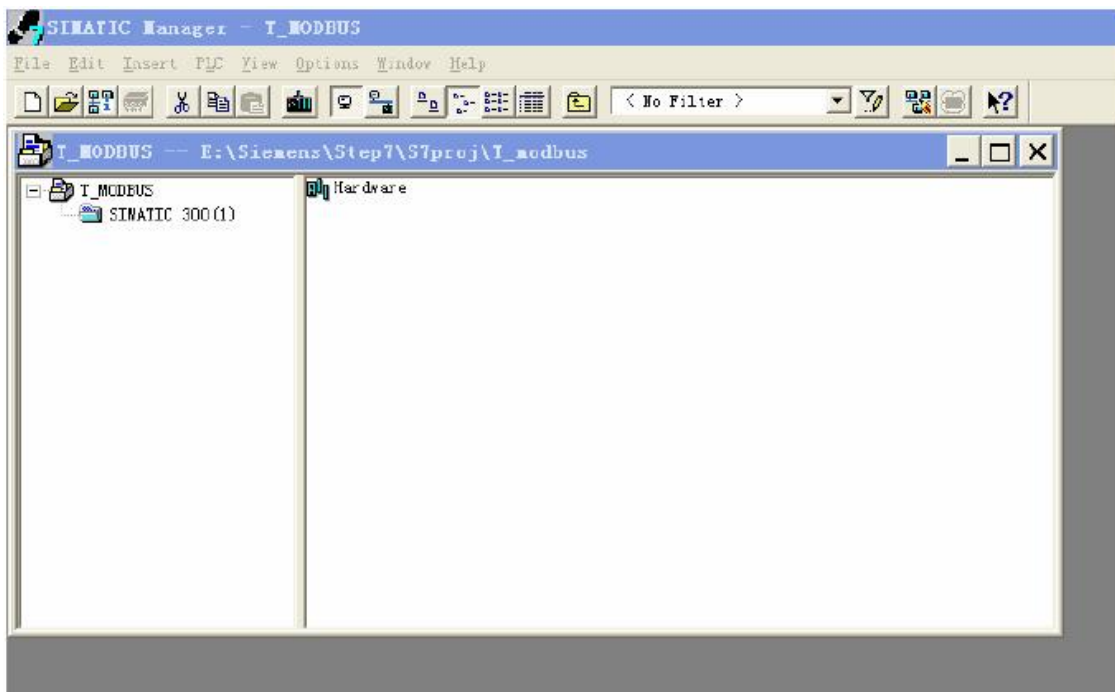 SIMATIC Manager - T_MODBUS
File Edit Insert PLC View Options Window Help
< No Filter >
T_MODBUS -- E:\Siemens\Step7\S7proj\T_modbus
T_MODBUS
SIMATIC 300(1)
Hardware